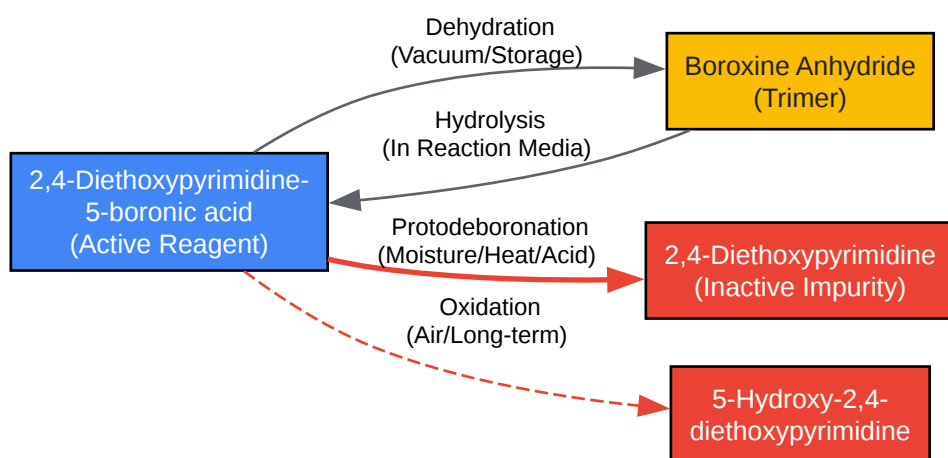 Dehydration
(Vacuum/Storage)
Boroxine Anhydride
(Trimer)
Hydrolysis
(In Reaction Media)
2,4-Diethoxypyrimidine-
5-boronic acid
(Active Reagent)
Protodeboronation
(Moisture/Heat/Acid)
2,4-Diethoxypyrimidine
(Inactive Impurity)
Oxidation
(Air/Long-term)
5-Hydroxy-2,4-
diethoxypyrimidine